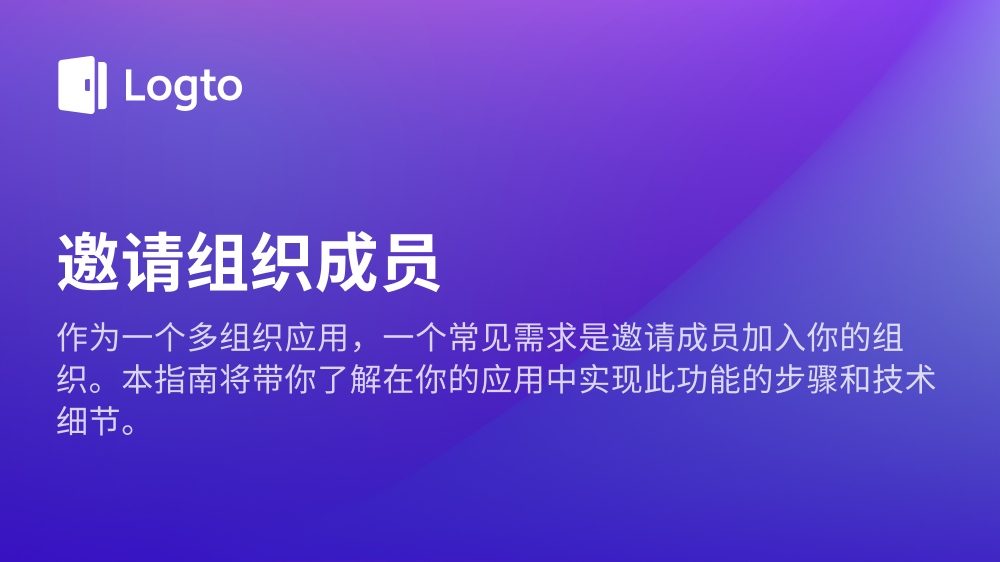 Logto
邀请组织成员
作为一个多组织应用，一个常见需求是邀请成员加入你的组
织。本指南将带你了解在你的应用中实现此功能的步骤和技术
细节。